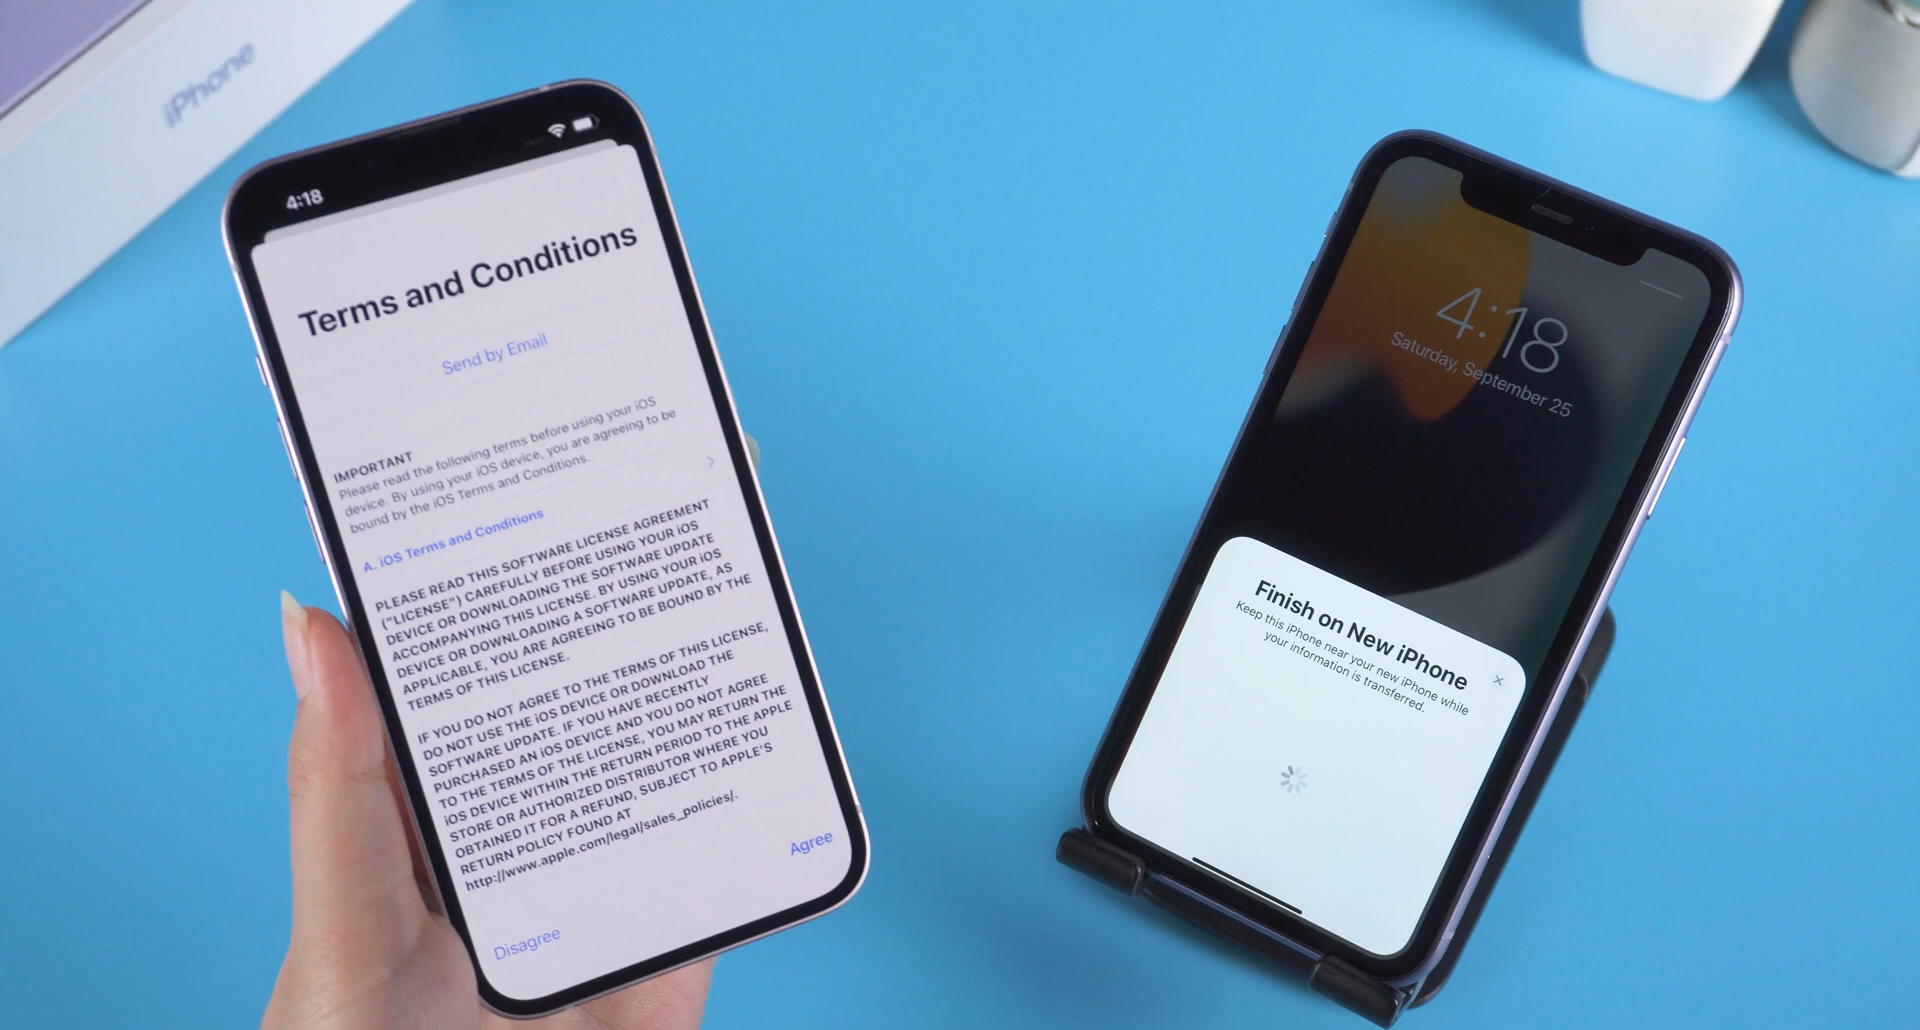 iPhone
4:18
Terms and Conditions
Send by Email
IMPORTANT
Please read the following terms before using your iOS
device. By using your iOS device, you are agreeing to be
bound by the iOS Terms and Conditions.
A. iOS Terms and Conditions
PLEASE READ THIS SOFTWARE LICENSE AGREEMENT
("LICENSE") CAREFULLY BEFORE USING YOUR iOS
DEVICE OR DOWNLOADING THE SOFTWARE UPDATE
ACCOMPANYING THIS LICENSE. BY USING YOUR iOS
DEVICE OR DOWNLOADING A SOFTWARE UPDATE, AS
APPLICABLE, YOU ARE AGREEING TO BE BOUND BY THE
TERMS OF THIS LICENSE.
IF YOU DO NOT AGREE TO THE TERMS OF THIS LICENSE,
DO NOT USE THE iOS DEVICE OR DOWNLOAD THE
SOFTWARE UPDATE. IF YOU HAVE RECENTLY
PURCHASED AN iOS DEVICE AND YOU DO NOT AGREE
TO THE TERMS OF THE LICENSE, YOU MAY RETURN THE
iOS DEVICE WITHIN THE RETURN PERIOD TO THE APPLE
STORE OR AUTHORIZED DISTRIBUTOR WHERE YOU
OBTAINED IT FOR A REFUND, SUBJECT TO APPLE'S
RETURN POLICY FOUND AT
http://www.apple.com/legal/sales_policies/.
Agree
Disagree
4:18
Saturday, September 25
Finish on New iPhone
Keep this iPhone near your new iPhone while
your information is transferred.